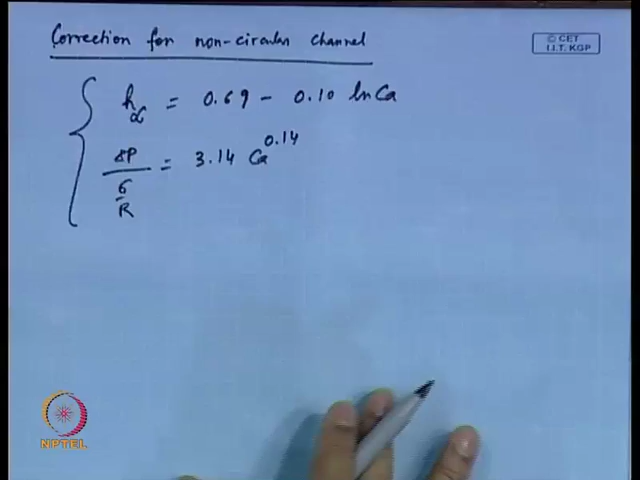 Correction for non-circular channel
© CET
I.I.T. KGP
h∝ = 0.69 - 0.10 ln Ca
ΔP / (σ/R) = 3.14 Ca^0.14
NPTEL